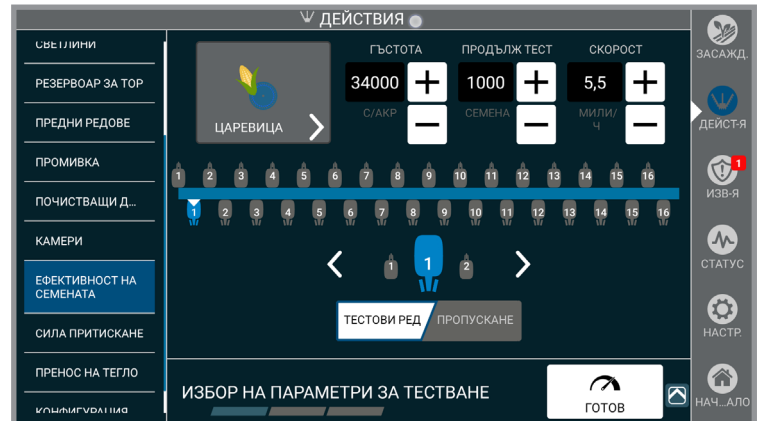 ДЕЙСТВИЯ
СВЕТЛИНИ
РЕЗЕРВОАР ЗА ТОР
ПРЕДНИ РЕДОВЕ
ПРОМИВКА
ПОЧИСТВАЩИ Д...
КАМЕРИ
ЕФЕКТИВНОСТ НА
СЕМЕНАТА
СИЛА ПРИТИСКАНЕ
ПРЕНОС НА ТЕГЛО
КОНФИГУРАЦИЯ
ЦАРЕВИЦА
ГЪСТОТА
34000
С/АКР
ПРОДЪЛЖ ТЕСТ
1000
СЕМЕНА
СКОРОСТ
5,5
МИЛИ/
Ч
1 2 3 4 5 6 7 8 9 10 11 12 13 14 15 16
1 2 3 4 5 6 7 8 9 10 11 12 13 14 15 16
1 1 2
ТЕСТОВИ РЕД ПРОПУСКАНЕ
ИЗБОР НА ПАРАМЕТРИ ЗА ТЕСТВАНЕ
ГОТОВ
ЗАСАЖД.
ДЕЙСТ-Я
1
ИЗВ-Я
СТАТУС
НАСТР.
НАЧ...АЛО